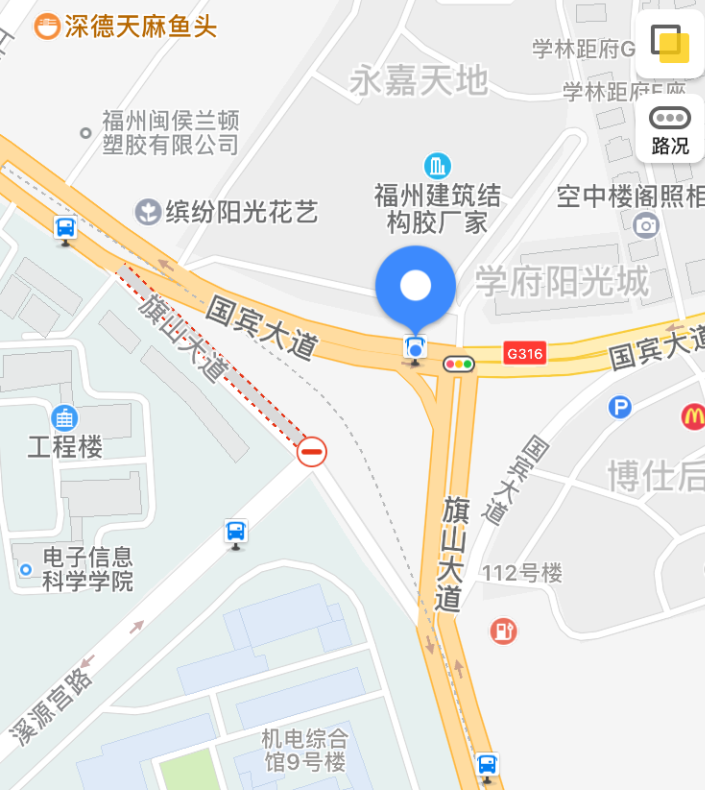 深德天麻鱼头
学林距府G
永嘉天地
学林距府E座
福州闽侯兰顿
塑胶有限公司
路况
缤纷阳光花艺
福州建筑结
构胶厂家
空中楼阁照相
学府阳光城
旗山大道
国宾大道
G316
国宾大道
P
工程楼
国宾大道
博仕后
旗山大道
电子信息
科学学院
112号楼
溪源宫路
机电综合
馆9号楼